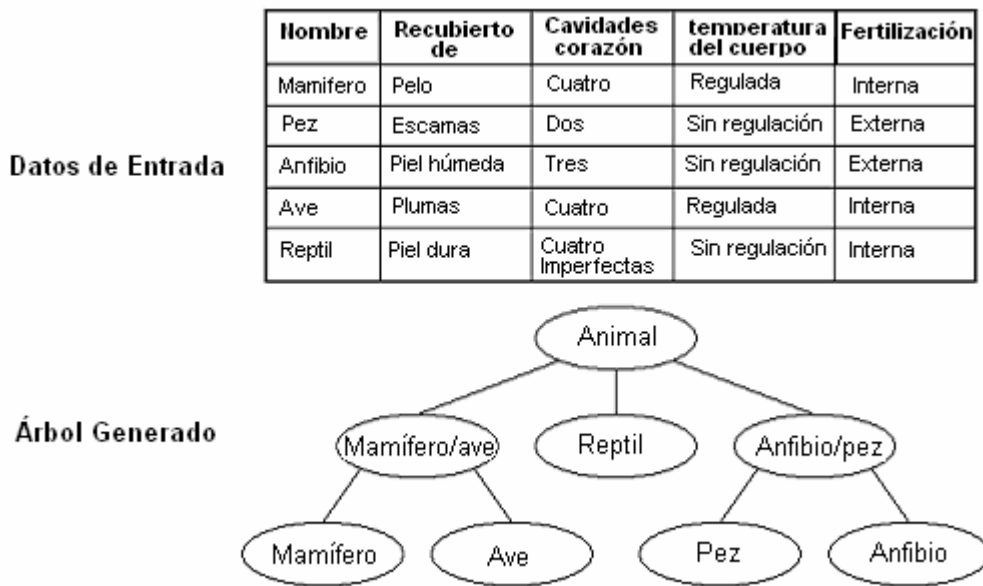 Nombre Recubierto de Cavidades corazón temperatura del cuerpo Fertilización
Mamifero Pelo Cuatro Regulada Interna
Pez Escamas Dos Sin regulación Externa
Datos de Entrada
Anfibio Piel húmeda Tres Sin regulación Externa
Ave Plumas Cuatro Regulada Interna
Reptil Piel dura Cuatro Imperfectas Sin regulación Interna
Animal
Árbol Generado
Mamífero/ave Reptil Anfibio/pez
Mamífero Ave Pez Anfibio